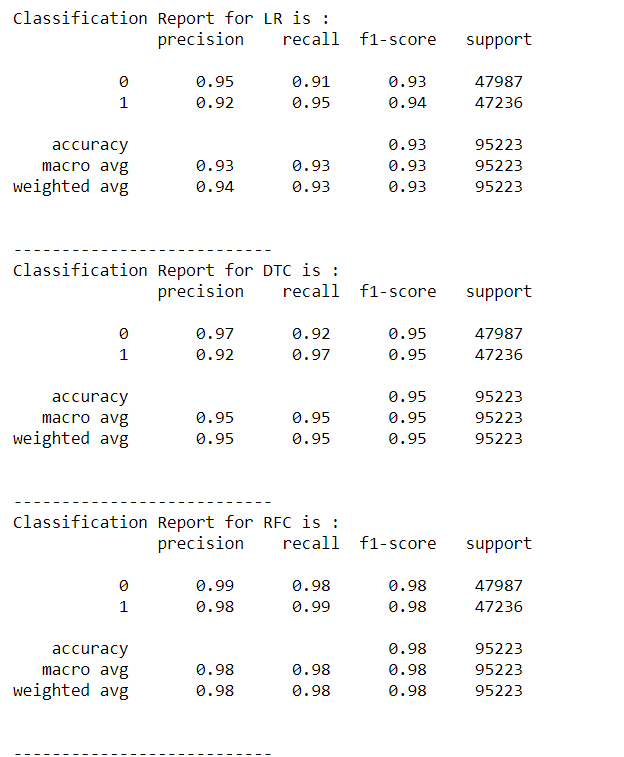 Classification Report for LR is :
precision recall f1-score support
0 0.95 0.91 0.93 47987
1 0.92 0.95 0.94 47236
accuracy 0.93 95223
macro avg 0.93 0.93 0.93 95223
weighted avg 0.94 0.93 0.93 95223
---------------------------
Classification Report for DTC is :
precision recall f1-score support
0 0.97 0.92 0.95 47987
1 0.92 0.97 0.95 47236
accuracy 0.95 95223
macro avg 0.95 0.95 0.95 95223
weighted avg 0.95 0.95 0.95 95223
---------------------------
Classification Report for RFC is :
precision recall f1-score support
0 0.99 0.98 0.98 47987
1 0.98 0.99 0.98 47236
accuracy 0.98 95223
macro avg 0.98 0.98 0.98 95223
weighted avg 0.98 0.98 0.98 95223
---------------------------